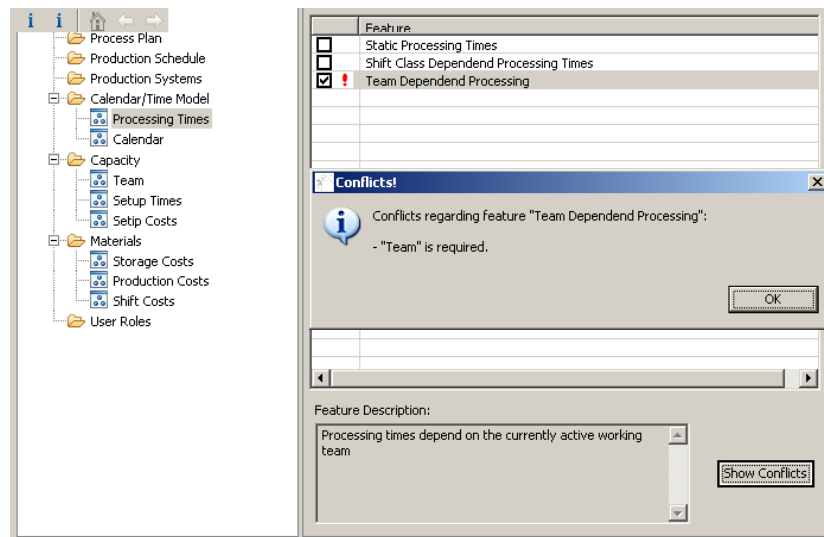 i i
Process Plan
Production Schedule
Production Systems
Calendar/Time Model
Processing Times
Calendar
Capacity
Team
Setup Times
Setip Costs
Materials
Storage Costs
Production Costs
Shift Costs
User Roles
Feature
Static Processing Times
Shift Class Dependend Processing Times
! Team Dependend Processing
Conflicts!
Conflicts regarding feature "Team Dependend Processing":
- "Team" is required.
OK
Feature Description:
Processing times depend on the currently active working
team
Show Conflicts